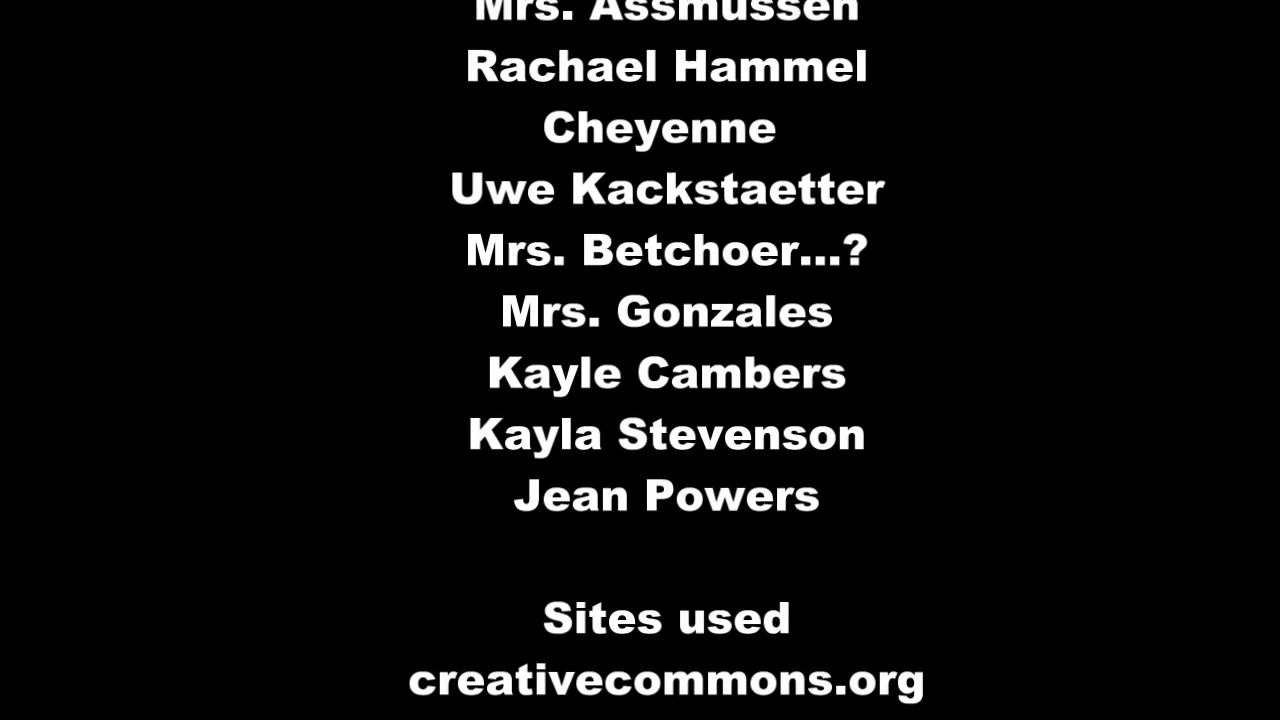 Mrs. Assmussen
Rachael Hammel
Cheyenne
Uwe Kackstaetter
Mrs. Betchoer...?
Mrs. Gonzales
Kayle Cambers
Kayla Stevenson
Jean Powers
Sites used
creativecommons.org